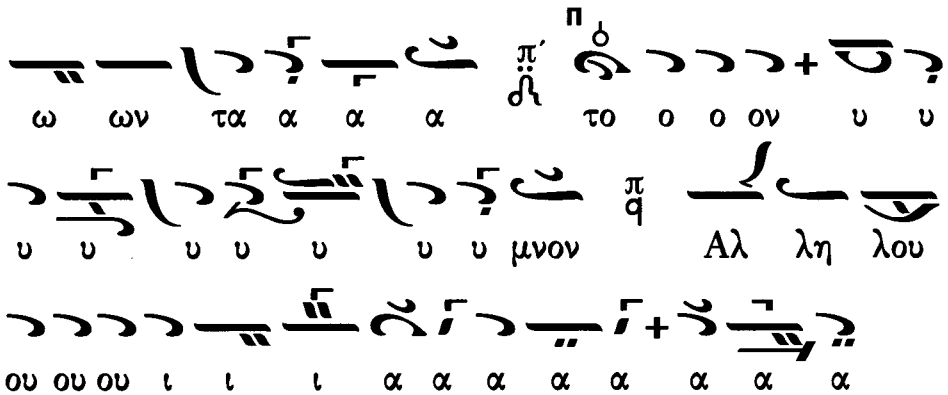 ω ων τα α α α π΄ Π το ο ο ον υ υ
υ υ υ υ υ υ υ μνον π q Αλ λη λου
ου ου ου ι ι ι α α α α α α α α